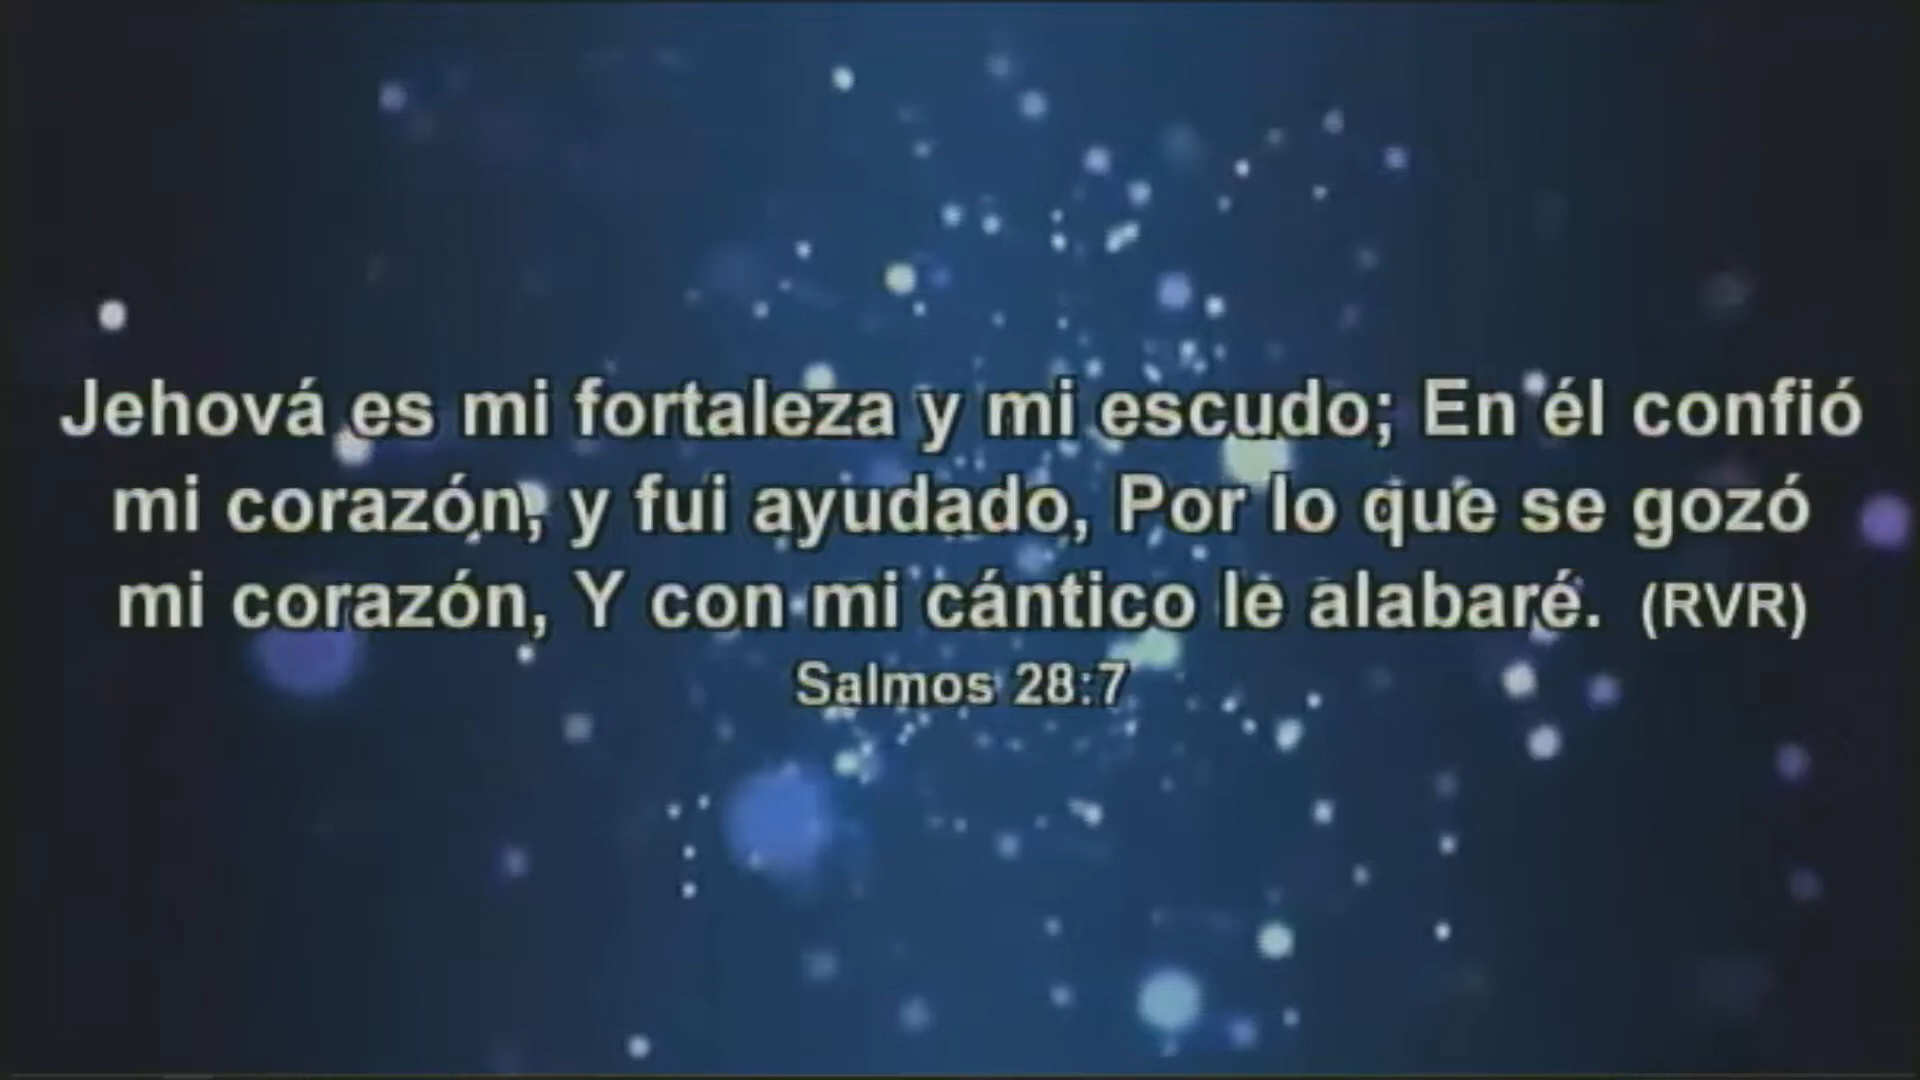 Jehová es mi fortaleza y mi escudo; En él confió
mi corazón, y fui ayudado, Por lo que se gozó
mi corazón, Y con mi cántico le alabaré. (RVR)
Salmos 28:7